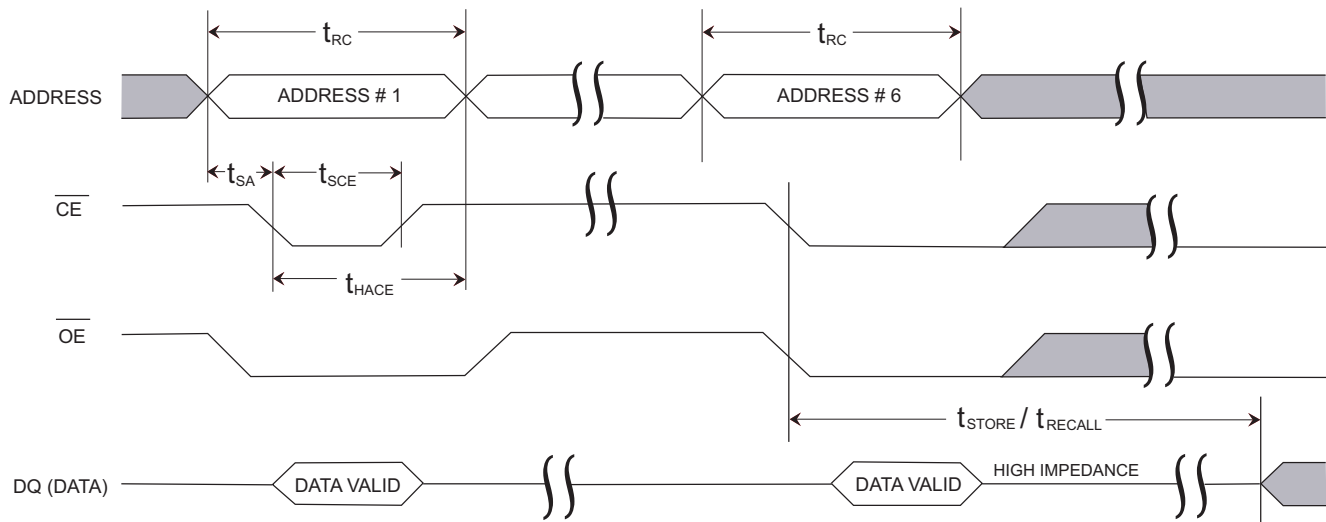 tRC tRC
ADDRESS ADDRESS # 1 ADDRESS # 6
tSA tSCE
CE
tHACE
OE
tSTORE / tRECALL
DQ (DATA) DATA VALID DATA VALID HIGH IMPEDANCE